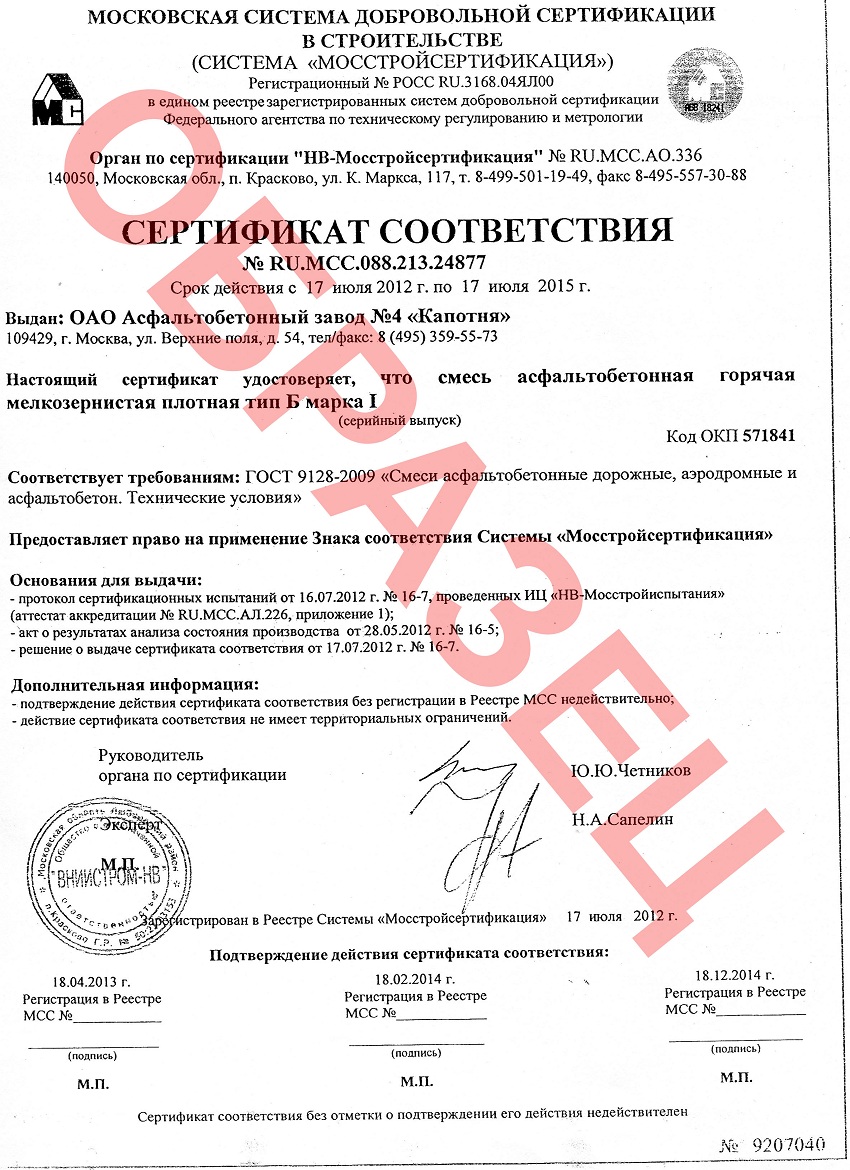 МОСКОВСКАЯ СИСТЕМА ДОБРОВОЛЬНОЙ СЕРТИФИКАЦИИ
В СТРОИТЕЛЬСТВЕ
(СИСТЕМА «МОССТРОЙСЕРТИФИКАЦИЯ»)
Регистрационный № РОСС RU.3168.04ЯЛ00
в едином реестре зарегистрированных систем добровольной сертификации
Федерального агентства по техническому регулированию и метрологии
МС
Орган по сертификации "НВ-Мосстройсертификация" № RU.МСС.АО.336
140050, Московская обл., п. Красково, ул. К. Маркса, 117, т. 8-499-501-19-49, факс 8-495-557-30-88
СЕРТИФИКАТ СООТВЕТСТВИЯ
№ RU.МСС.088.213.24877
Срок действия с 17 июля 2012 г. по 17 июля 2015 г.
Выдан: ОАО Асфальтобетонный завод №4 «Капотня»
109429, г. Москва, ул. Верхние поля, д. 54, тел/факс: 8 (495) 359-55-73
Настоящий сертификат удостоверяет, что смесь асфальтобетонная горячая
мелкозернистая плотная тип Б марка I
(серийный выпуск)
Код ОКП 571841
Соответствует требованиям: ГОСТ 9128-2009 «Смеси асфальтобетонные дорожные, аэродромные и
асфальтобетон. Технические условия»
Предоставляет право на применение Знака соответствия Системы «Мосстройсертификация»
Основания для выдачи:
- протокол сертификационных испытаний от 16.07.2012 г. № 16-7, проведенных ИЦ «НВ-Мосстройиспытания»
(аттестат аккредитации № RU.МСС.АЛ.226, приложение 1);
- акт о результатах анализа состояния производства от 28.05.2012 г. № 16-5;
- решение о выдаче сертификата соответствия от 17.07.2012 г. № 16-7.
Дополнительная информация:
- подтверждение действия сертификата соответствия без регистрации в Реестре МСС недействительно;
- действие сертификата соответствия не имеет территориальных ограничений.
Руководитель
органа по сертификации Ю.Ю.Четников
Эксперт Н.А.Сапелин
М.П.
"ВНИИСТРОМ-НВ"
Зарегистрирован в Реестре Системы «Мосстройсертификация» 17 июля 2012 г.
Подтверждение действия сертификата соответствия:
18.04.2013 г. 18.02.2014 г. 18.12.2014 г.
Регистрация в Реестре Регистрация в Реестре Регистрация в Реестре
МСС №____________ МСС №____________ МСС №____________
(подпись) (подпись) (подпись)
М.П. М.П. М.П.
Сертификат соответствия без отметки о подтверждении его действия недействителен
№ 9207040
ОБРАЗЕЦ